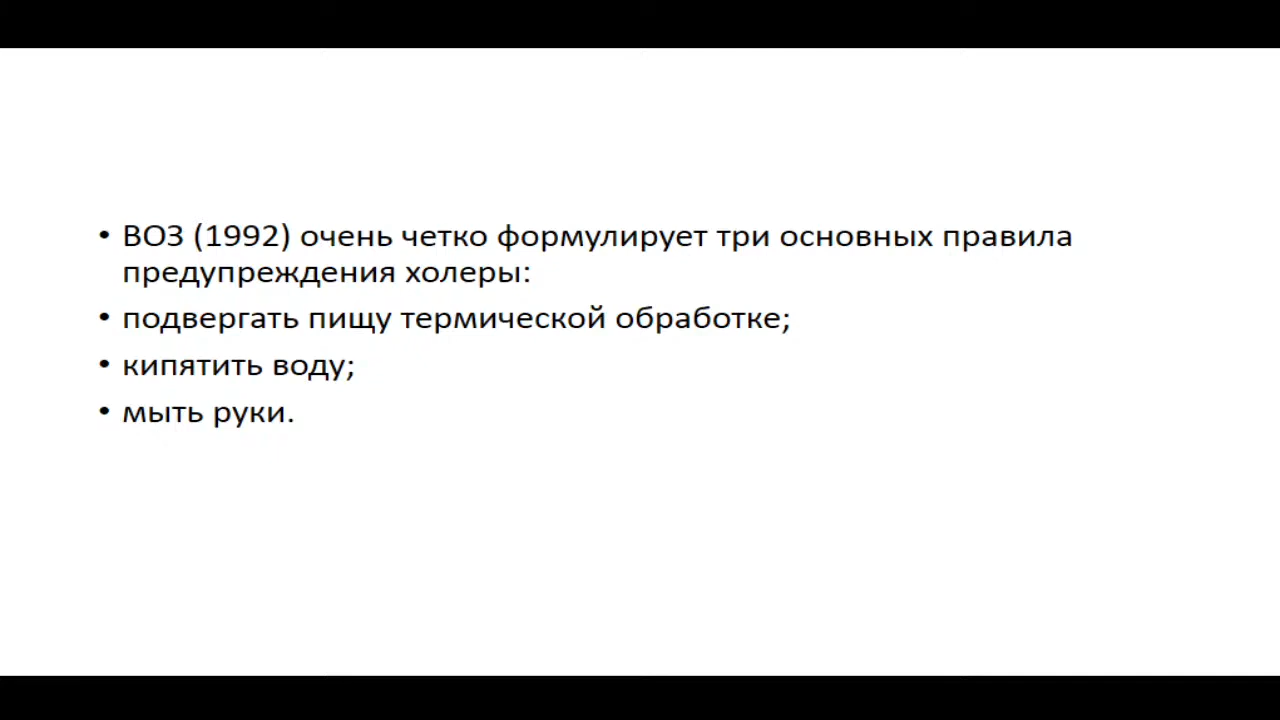 • ВОЗ (1992) очень четко формулирует три основных правила
предупреждения холеры:
• подвергать пищу термической обработке;
• кипятить воду;
• мыть руки.